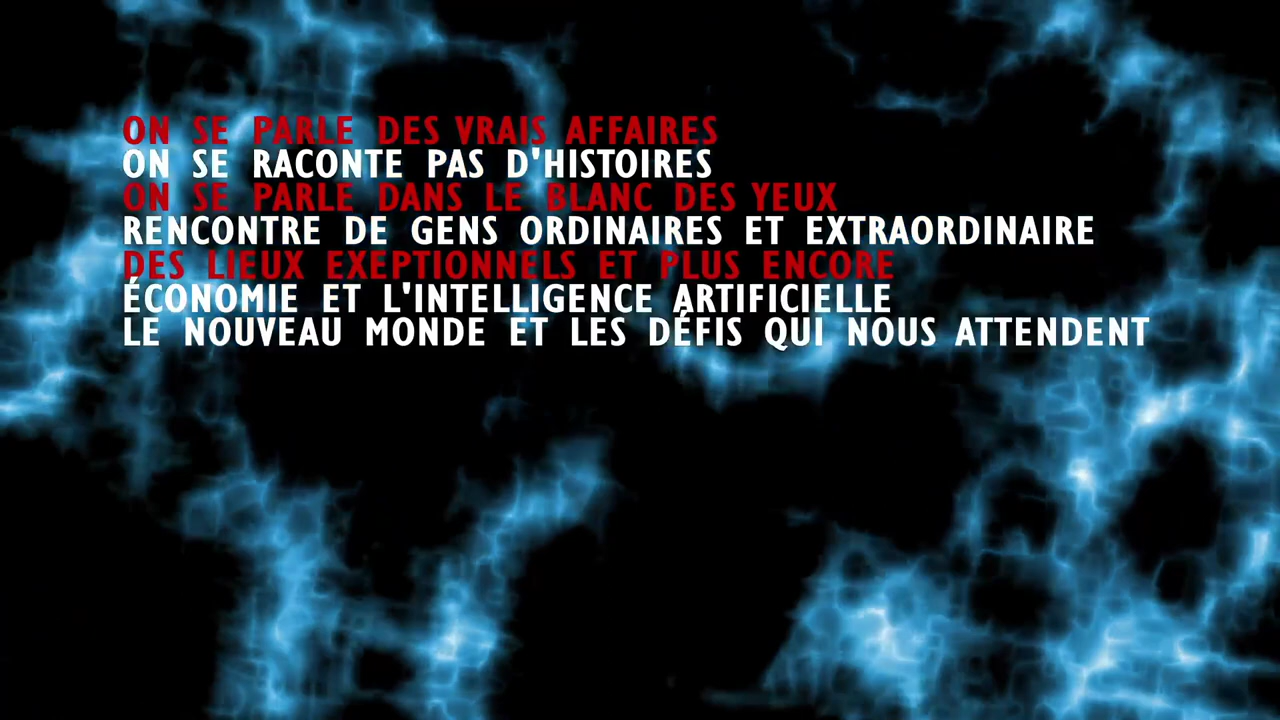 ON SE PARLE DES VRAIS AFFAIRES
ON SE RACONTE PAS D'HISTOIRES
ON SE PARLE DANS LE BLANC DES YEUX
RENCONTRE DE GENS ORDINAIRES ET EXTRAORDINAIRE
DES LIEUX EXEPTIONNELS ET PLUS ENCORE
ÉCONOMIE ET L'INTELLIGENCE ARTIFICIELLE
LE NOUVEAU MONDE ET LES DÉFIS QUI NOUS ATTENDENT